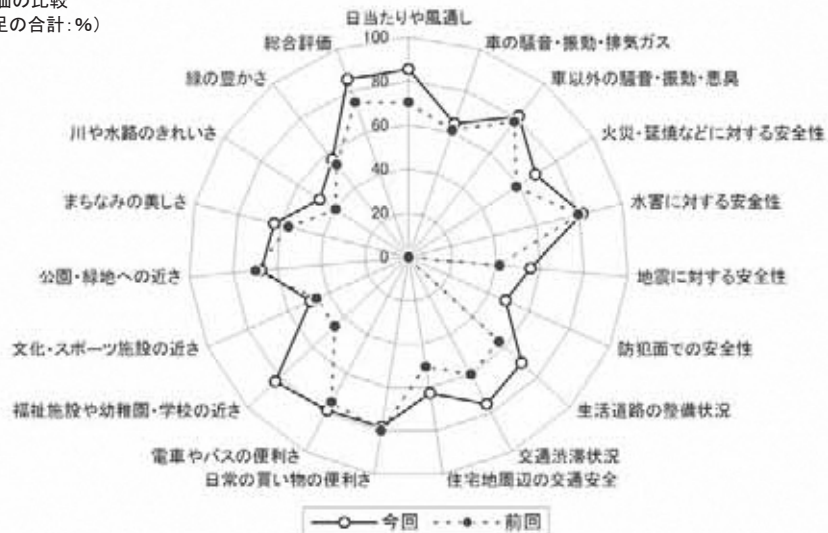 価の比較
足の合計:%)
日当たりや風通し
車の騒音・振動・排気ガス
車以外の騒音・振動・悪臭
火災・延焼などに対する安全性
水害に対する安全性
地震に対する安全性
防犯面での安全性
生活道路の整備状況
交通渋滞状況
住宅地周辺の交通安全
日常の買い物の便利さ
電車やバスの便利さ
福祉施設や幼稚園・学校の近さ
文化・スポーツ施設の近さ
公園・緑地への近さ
まちなみの美しさ
川や水路のきれいさ
緑の豊かさ
総合評価
100
80
60
40
20
0
今回 前回